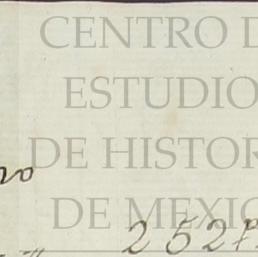 CENTRO D
ESTUDIO
DE HISTOR
DE MEXIC
252